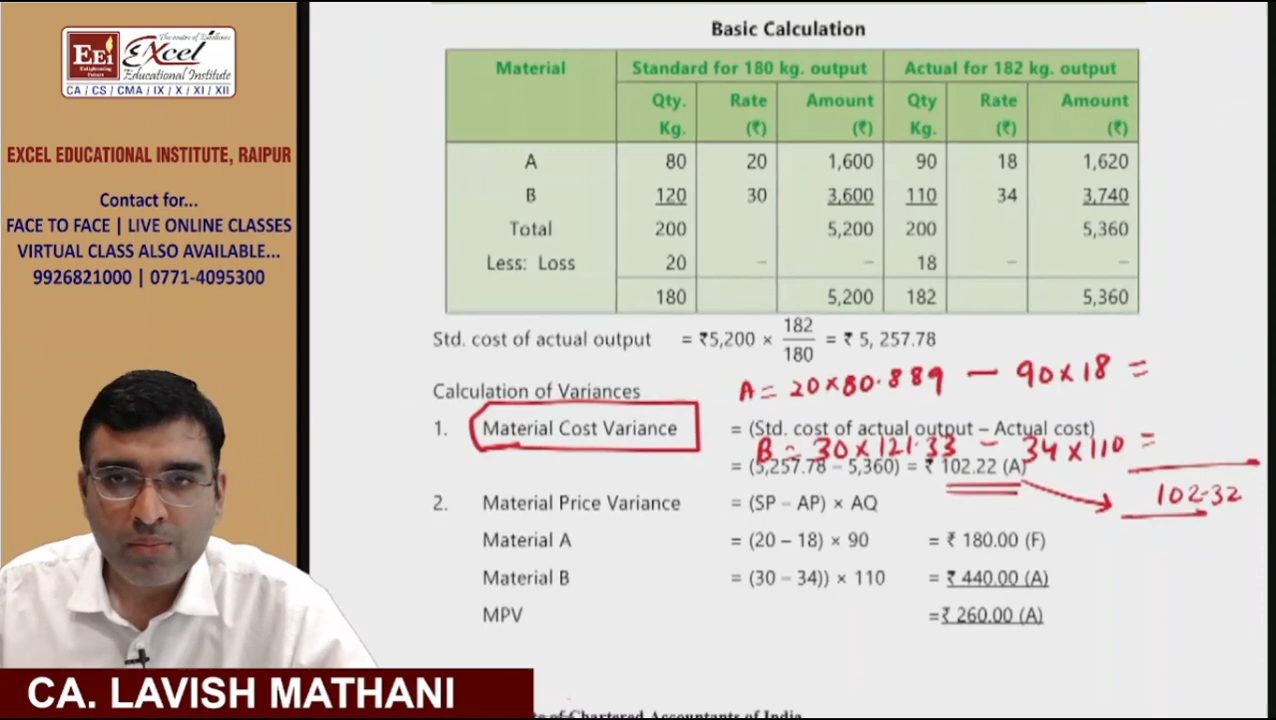 The centre of Excellence
EEi
Enlightening Future
Excel
Educational Institute
CA / CS / CMA / IX / X / XI / XII
EXCEL EDUCATIONAL INSTITUTE, RAIPUR
Contact for...
FACE TO FACE | LIVE ONLINE CLASSES
VIRTUAL CLASS ALSO AVAILABLE...
9926821000 | 0771-4095300
Basic Calculation
Material Standard for 180 kg. output Actual for 182 kg. output
Qty. Rate Amount Qty Rate Amount
Kg. (₹) (₹) Kg. (₹) (₹)
A 80 20 1,600 90 18 1,620
B 120 30 3,600 110 34 3,740
Total 200 5,200 200 5,360
Less: Loss 20 – – 18 – –
180 5,200 182 5,360
Std. cost of actual output = ₹5,200 × 182/180 = ₹ 5, 257.78
A = 20×80.889 – 90×18 =
Calculation of Variances
1. Material Cost Variance = (Std. cost of actual output – Actual cost)
B = 30×121.33 – 34×110 =
= (5,257.78 – 5,360) = ₹ 102.22 (A)
102.32
2. Material Price Variance = (SP – AP) × AQ
Material A = (20 – 18) × 90 = ₹ 180.00 (F)
Material B = (30 – 34)) × 110 = ₹ 440.00 (A)
MPV =₹ 260.00 (A)
CA. LAVISH MATHANI
te of Chartered Accountants of India